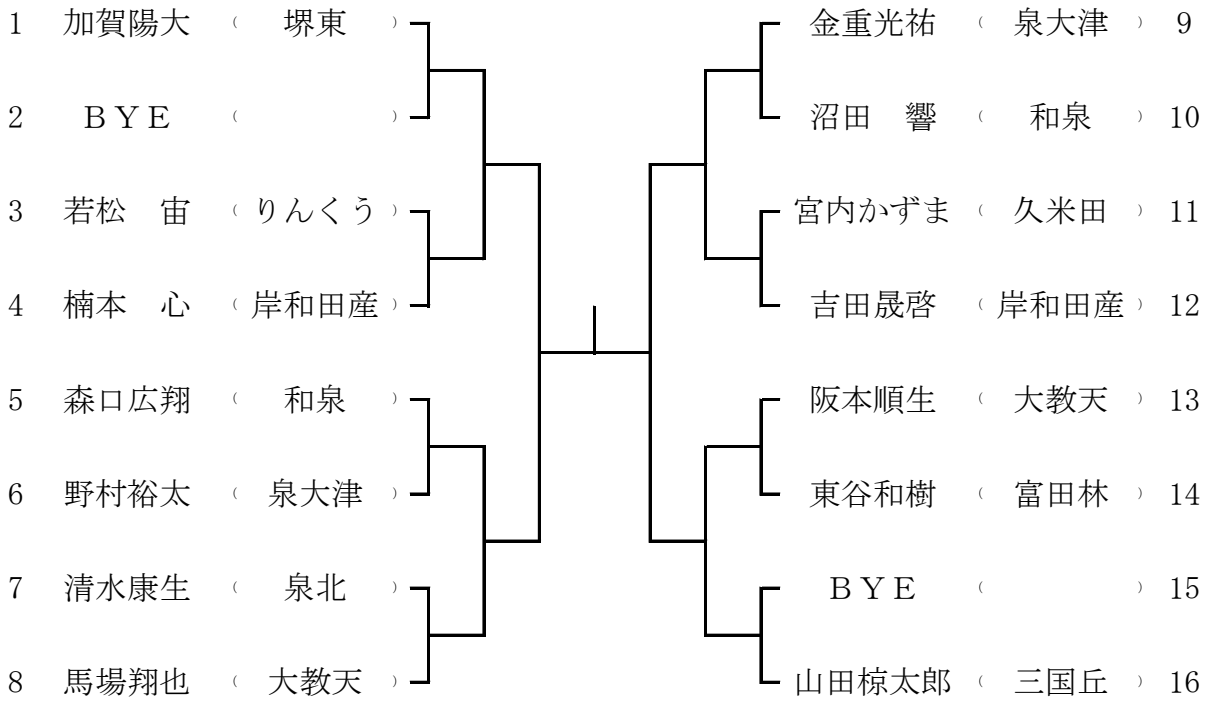 1 加賀陽大 ( 堺東 )
2 ＢＹＥ ( )
3 若松　宙 ( りんくう )
4 楠本　心 ( 岸和田産 )
5 森口広翔 ( 和泉 )
6 野村裕太 ( 泉大津 )
7 清水康生 ( 泉北 )
8 馬場翔也 ( 大教天 )
金重光祐 ( 泉大津 ) 9
沼田　響 ( 和泉 ) 10
宮内かずま ( 久米田 ) 11
吉田晟啓 ( 岸和田産 ) 12
阪本順生 ( 大教天 ) 13
東谷和樹 ( 富田林 ) 14
ＢＹＥ ( ) 15
山田椋太郎 ( 三国丘 ) 16